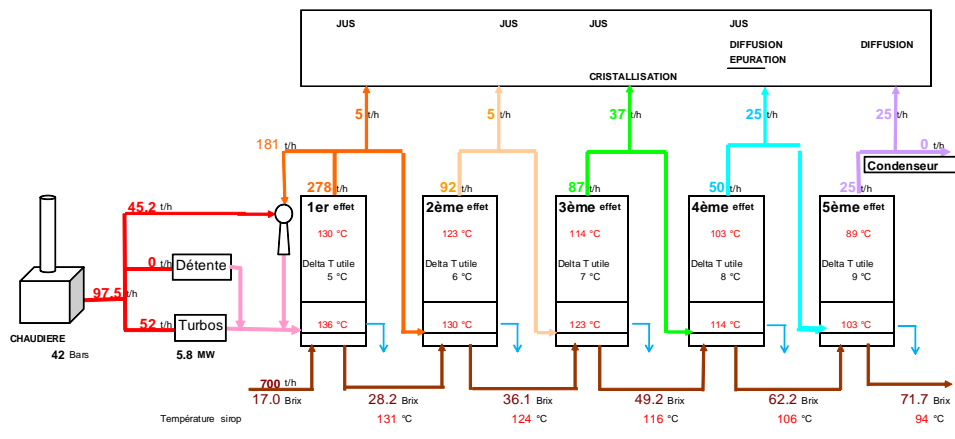 JUS JUS JUS JUS
DIFFUSION DIFFUSION
EPURATION
CRISTALLISATION
5 t/h 5 t/h 37 t/h 25 t/h 25 t/h
181 t/h 0 t/h
Condenseur
278 t/h 92 t/h 87 t/h 50 t/h 25 t/h
45.2 t/h 1er effet 2ème effet 3ème effet 4ème effet 5ème effet
130 °C 123 °C 114 °C 103 °C 89 °C
0 t/h Détente Delta T utile Delta T utile Delta T utile Delta T utile Delta T utile
5 °C 6 °C 7 °C 8 °C 9 °C
97.5 t/h
52 t/h Turbos 136 °C 130 °C 123 °C 114 °C 103 °C
CHAUDIERE
42 Bars 5.8 MW
700 t/h
17.0 Brix 28.2 Brix 36.1 Brix 49.2 Brix 62.2 Brix 71.7 Brix
Température sirop 131 °C 124 °C 116 °C 106 °C 94 °C